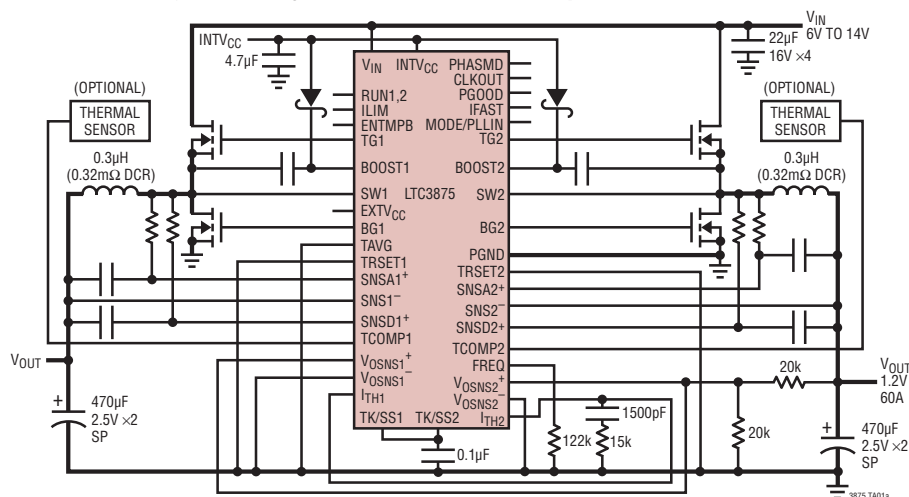 VIN
6V TO 14V
INTVCC
4.7µF
22µF
16V ×4
VIN
INTVCC
PHASMD
CLKOUT
PGOOD
IFAST
MODE/PLLIN
RUN1,2
ILIM
ENTMPB
TG1
TG2
(OPTIONAL)
THERMAL
SENSOR
(OPTIONAL)
THERMAL
SENSOR
BOOST1
BOOST2
0.3µH
(0.32mΩ DCR)
0.3µH
(0.32mΩ DCR)
SW1
LTC3875
SW2
EXTVCC
BG1
BG2
TAVG
PGND
TRSET1
TRSET2
SNSA1+
SNSA2+
SNS1–
SNS2–
SNSD1+
SNSD2+
TCOMP1
TCOMP2
VOSNS1+
FREQ
VOSNS1–
VOSNS2+
VOSNS2–
ITH1
ITH2
TK/SS1
TK/SS2
VOUT
470µF
2.5V ×2
SP
+
0.1µF
122k
15k
1500pF
20k
20k
VOUT
1.2V
60A
+
470µF
2.5V ×2
SP
3875 TA01a